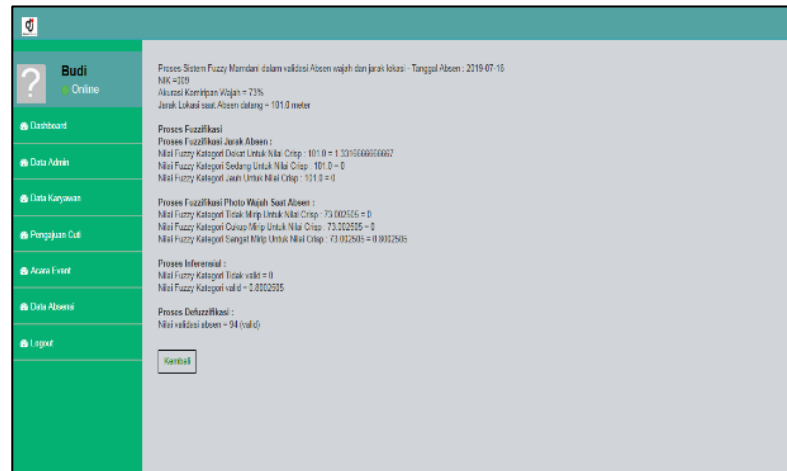 Budi
Online
Dashboard
Data Admin
Data Karyawan
Pengajuan Cuti
Acara Event
Data Absensi
Logout
Proses Sistem Fuzzy Mamdani dalam validasi Absen wajah dan jarak lokasi - Tanggal Absen : 2019-07-16
NIK =009
Akurasi Kemiripan Wajah = 73%
Jarak Lokasi saat Absen datang = 101.0 meter
Proses Fuzzifikasi
Proses Fuzzifikasi Jarak Absen :
Nilai Fuzzy Kategori Dekat Untuk Nilai Crisp : 101.0 = 1.3316666666667
Nilai Fuzzy Kategori Sedang Untuk Nilai Crisp : 101.0 = 0
Nilai Fuzzy Kategori Jauh Untuk Nilai Crisp : 101.0 = 0
Proses Fuzzifikasi Photo Wajah Saat Absen :
Nilai Fuzzy Kategori Tidak Mirip Untuk Nilai Crisp : 73.002505 = 0
Nilai Fuzzy Kategori Cukup Mirip Untuk Nilai Crisp : 73.002505 = 0
Nilai Fuzzy Kategori Sangat Mirip Untuk Nilai Crisp : 73.002505 = 0.8002505
Proses Inferensial :
Nilai Fuzzy Kategori Tidak valid = 0
Nilai Fuzzy Kategori valid = 0.8002505
Proses Defuzzifikasi :
Nilai validasi absen = 94 (valid)
Kembali